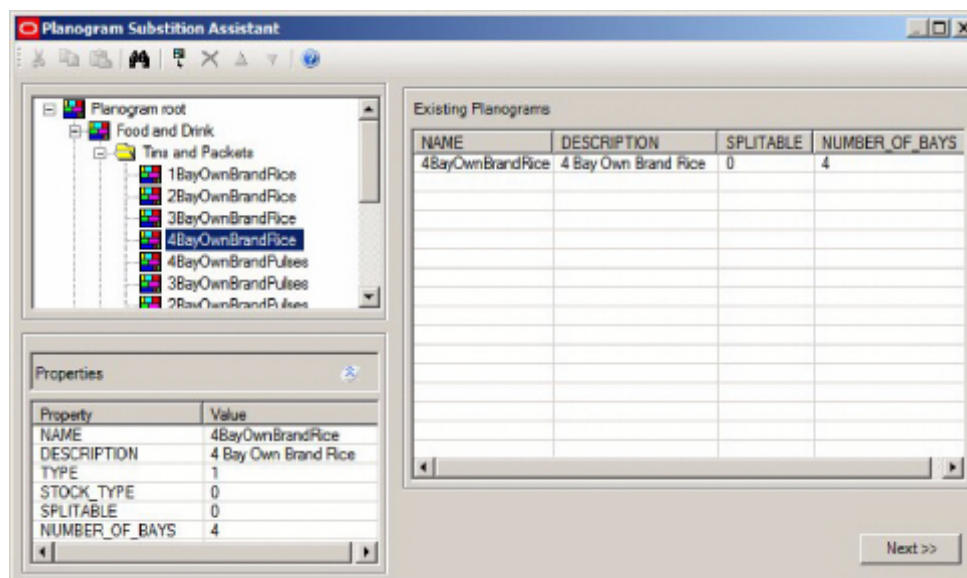 Planogram Substition Assistant
Planogram root
Food and Drink
Tins and Packets
1BayOwnBrandRice
2BayOwnBrandRice
3BayOwnBrandRice
4BayOwnBrandRice
4BayOwnBrandPulses
3BayOwnBrandPulses
2BayOwnBrandPulses
Properties
Property Value
NAME 4BayOwnBrandRice
DESCRIPTION 4 Bay Own Brand Rice
TYPE 1
STOCK_TYPE 0
SPLITABLE 0
NUMBER_OF_BAYS 4
Existing Planograms
NAME DESCRIPTION SPLITABLE NUMBER_OF_BAYS
4BayOwnBrandRice 4 Bay Own Brand Rice 0 4
Next >>